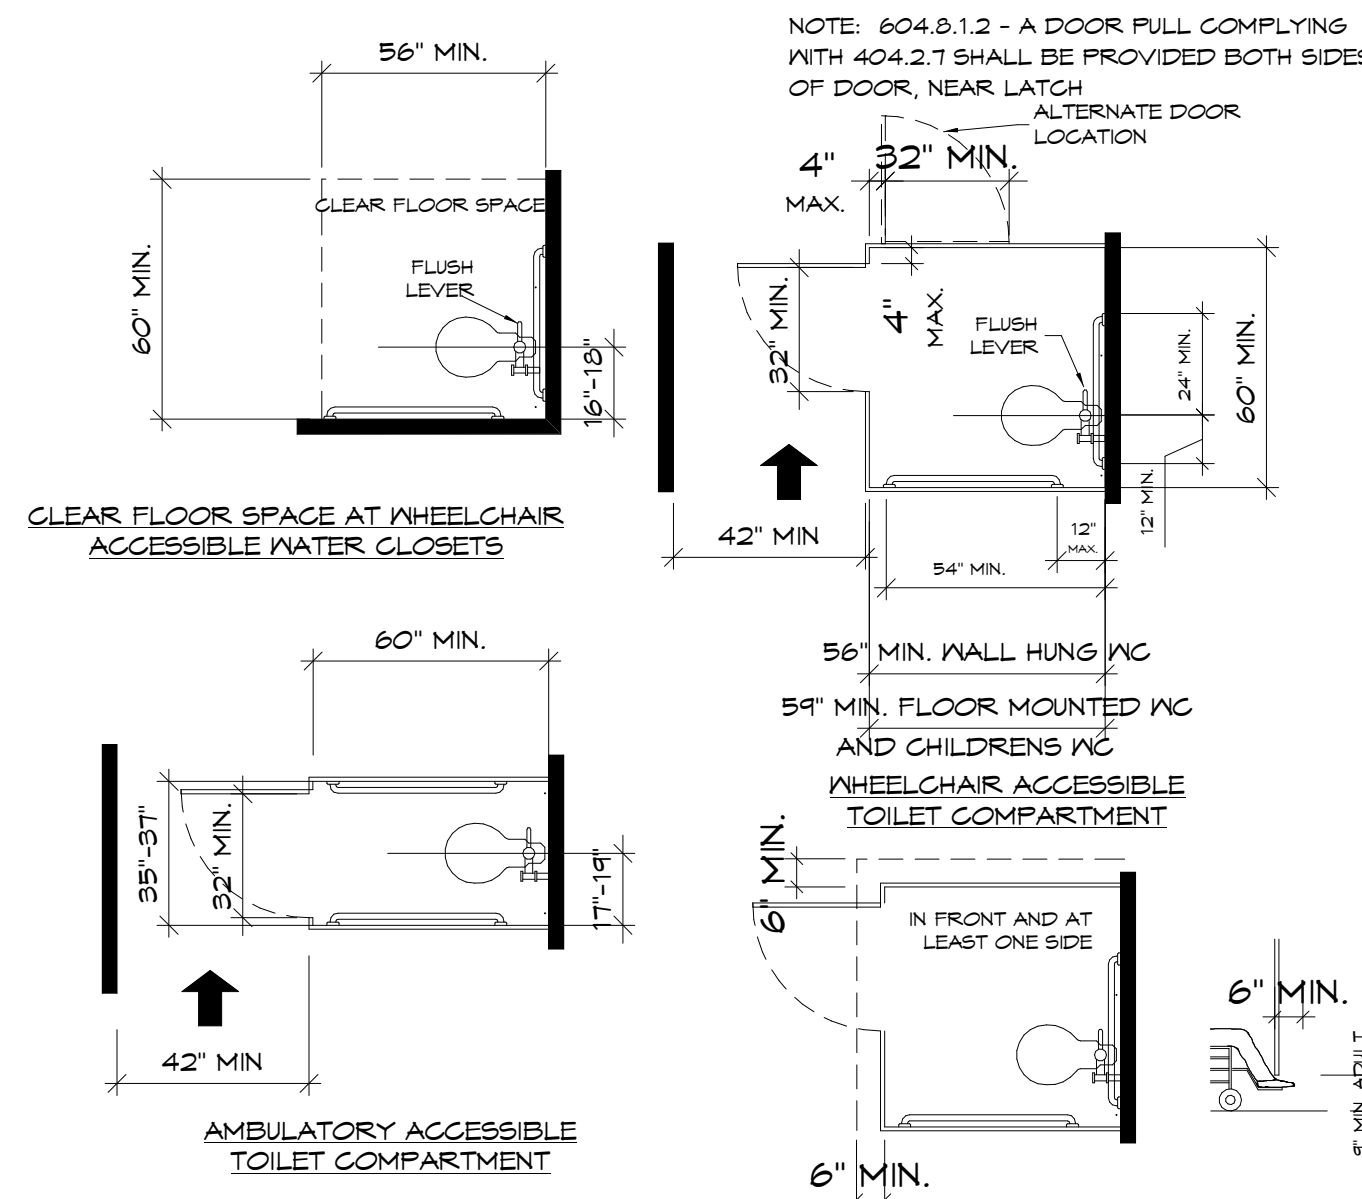 NOTE: 604.8.1.2 - A DOOR PULL COMPLYING
WITH 404.2.7 SHALL BE PROVIDED BOTH SIDES
OF DOOR, NEAR LATCH
ALTERNATE DOOR
LOCATION
56" MIN.
60" MIN.
CLEAR FLOOR SPACE
FLUSH
LEVER
16"-18"
CLEAR FLOOR SPACE AT WHEELCHAIR
ACCESSIBLE WATER CLOSETS
4"
MAX.
32" MIN.
32" MIN.
4"
MAX.
FLUSH
LEVER
24" MIN.
60" MIN.
12" MIN.
42" MIN
12"
MAX.
54" MIN.
56" MIN. WALL HUNG WC
59" MIN. FLOOR MOUNTED WC
AND CHILDRENS WC
WHEELCHAIR ACCESSIBLE
TOILET COMPARTMENT
60" MIN.
35"-37"
32" MIN.
17"-19"
42" MIN
AMBULATORY ACCESSIBLE
TOILET COMPARTMENT
6" MIN.
IN FRONT AND AT
LEAST ONE SIDE
6" MIN.
6" MIN.
9" MIN. ADULT